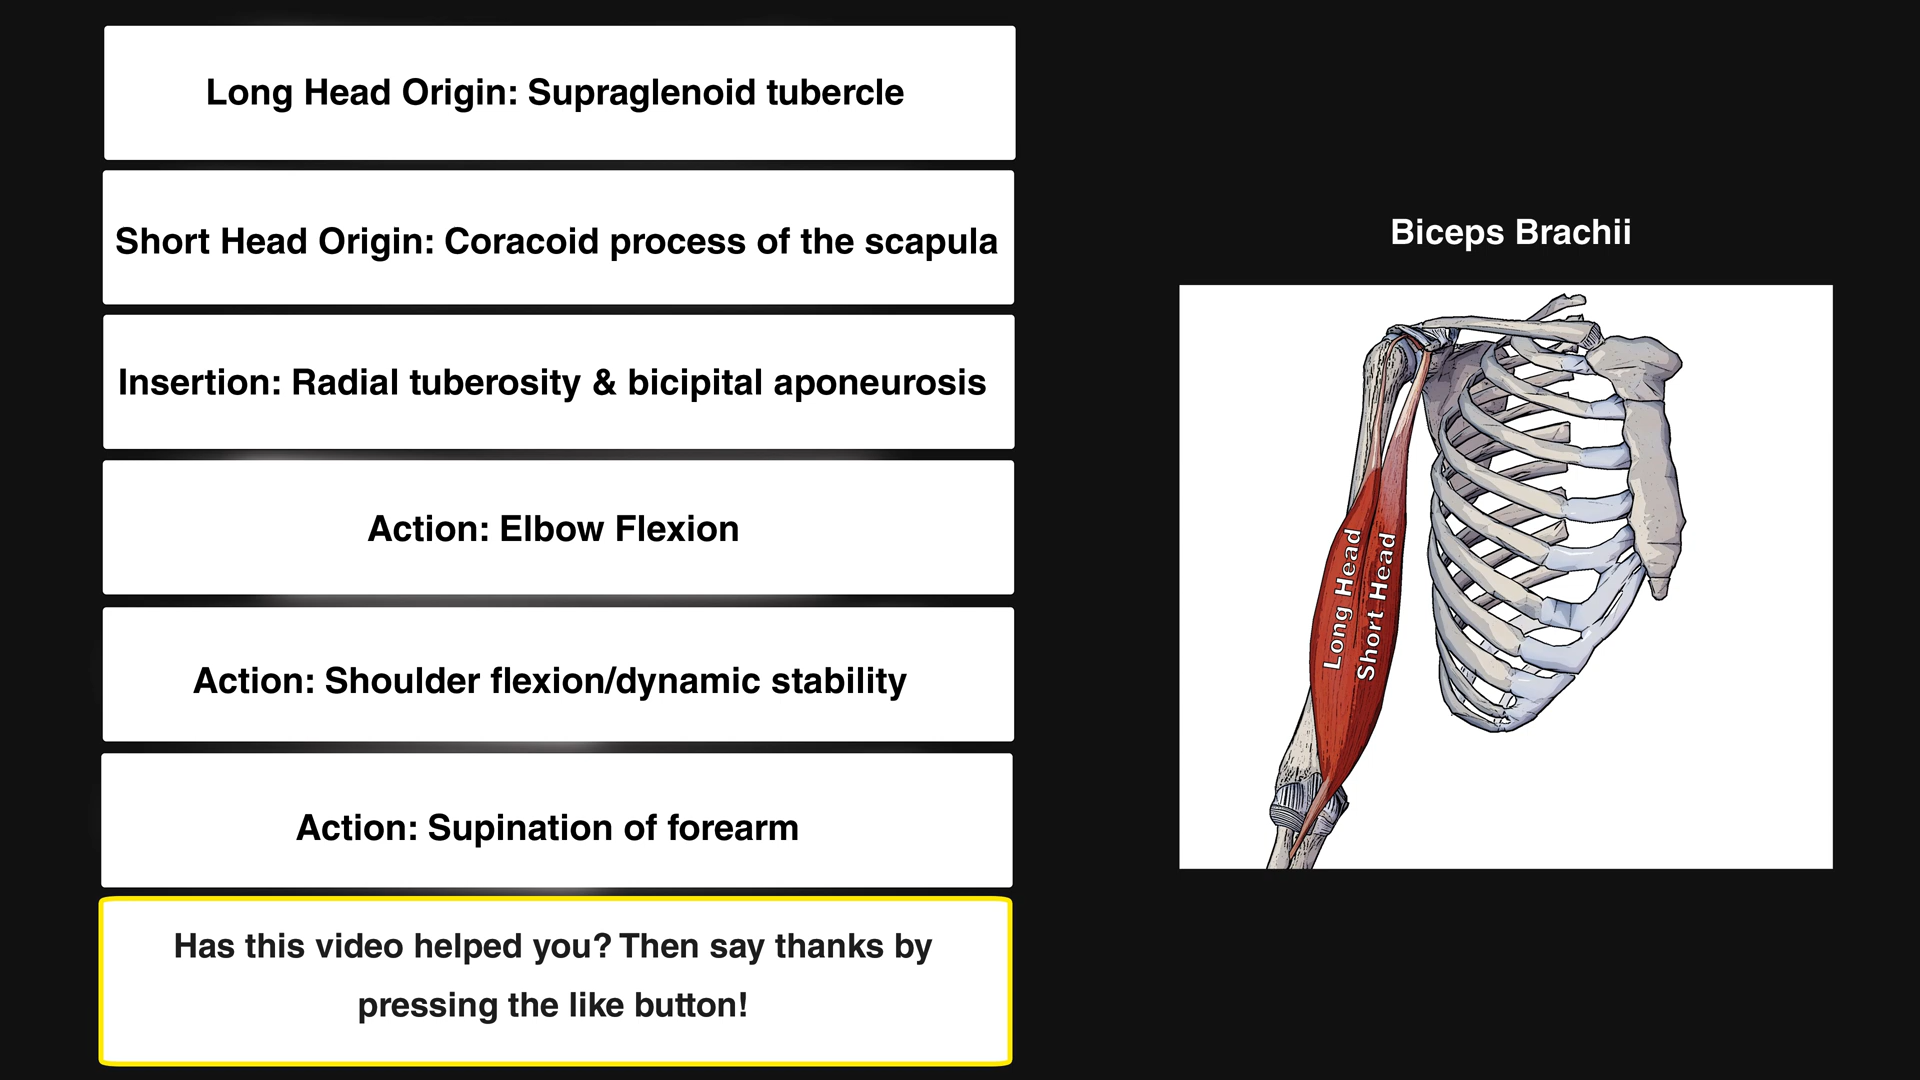 Long Head Origin: Supraglenoid tubercle
Short Head Origin: Coracoid process of the scapula
Insertion: Radial tuberosity & bicipital aponeurosis
Action: Elbow Flexion
Action: Shoulder flexion/dynamic stability
Action: Supination of forearm
Has this video helped you? Then say thanks by
pressing the like button!
Biceps Brachii
Long Head
Short Head